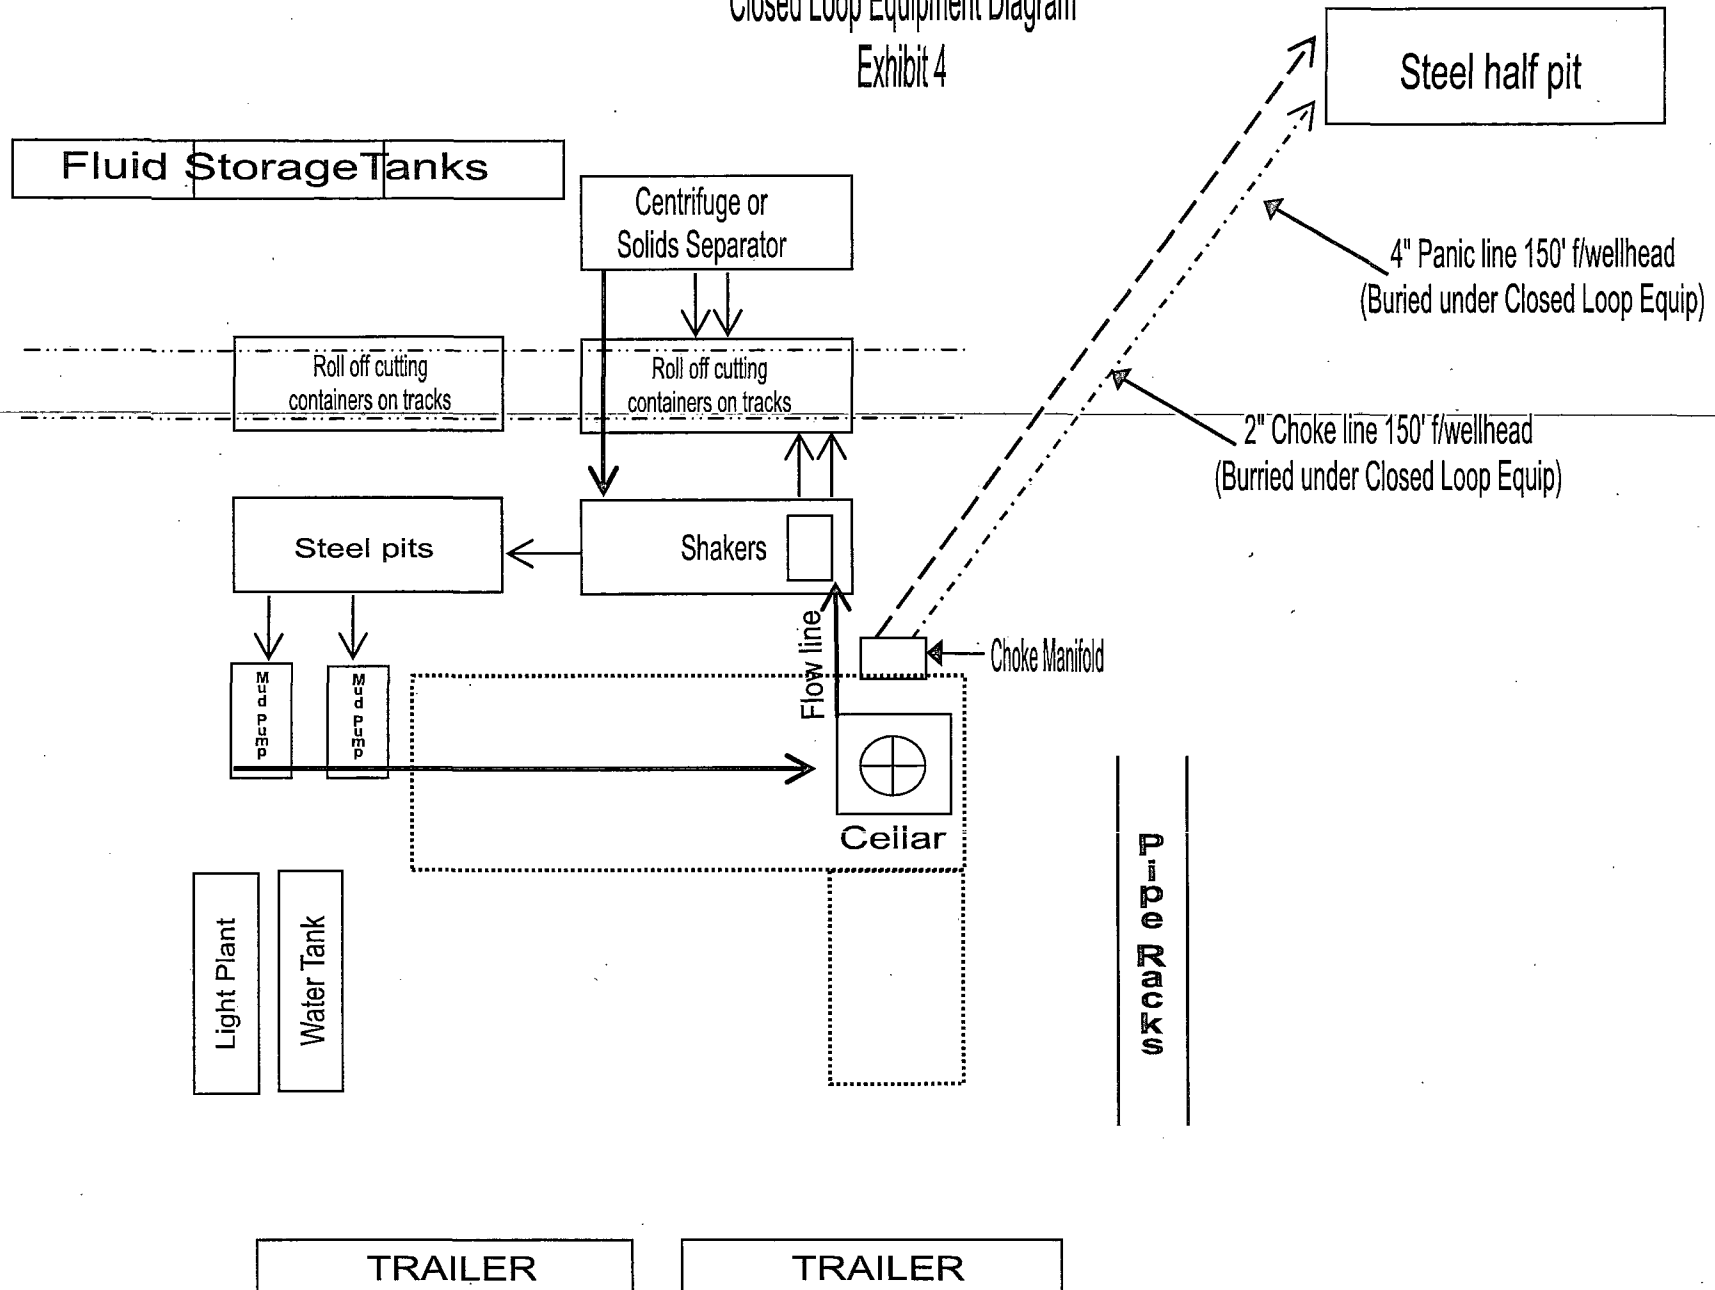 Closed Loop Equipment Diagram
Exhibit 4
Steel half pit
Fluid StorageTanks
Centrifuge or
Solids Separator
4" Panic line 150' f/wellhead
(Buried under Closed Loop Equip)
Roll off cutting
containers on tracks
Roll off cutting
containers on tracks
2" Choke line 150' f/wellhead
(Burried under Closed Loop Equip)
Steel pits
Shakers
Flow line
Choke Manifold
Mud Pump
Mud Pump
Cellar
Pipe Racks
Light Plant
Water Tank
TRAILER
TRAILER